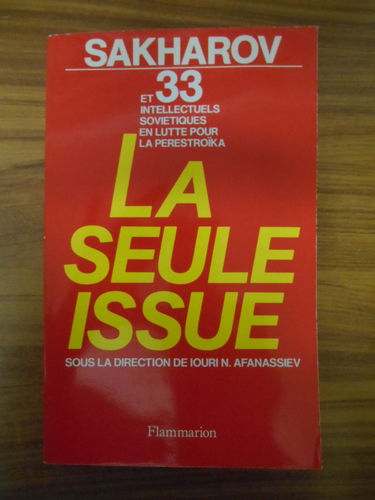 SAKHAROV
ET 33
INTELLECTUELS
SOVIETIQUES
EN LUTTE POUR
LA PERESTROÏKA
LA
SEULE
ISSUE
SOUS LA DIRECTION DE IOURI N. AFANASSIEV
Flammarion